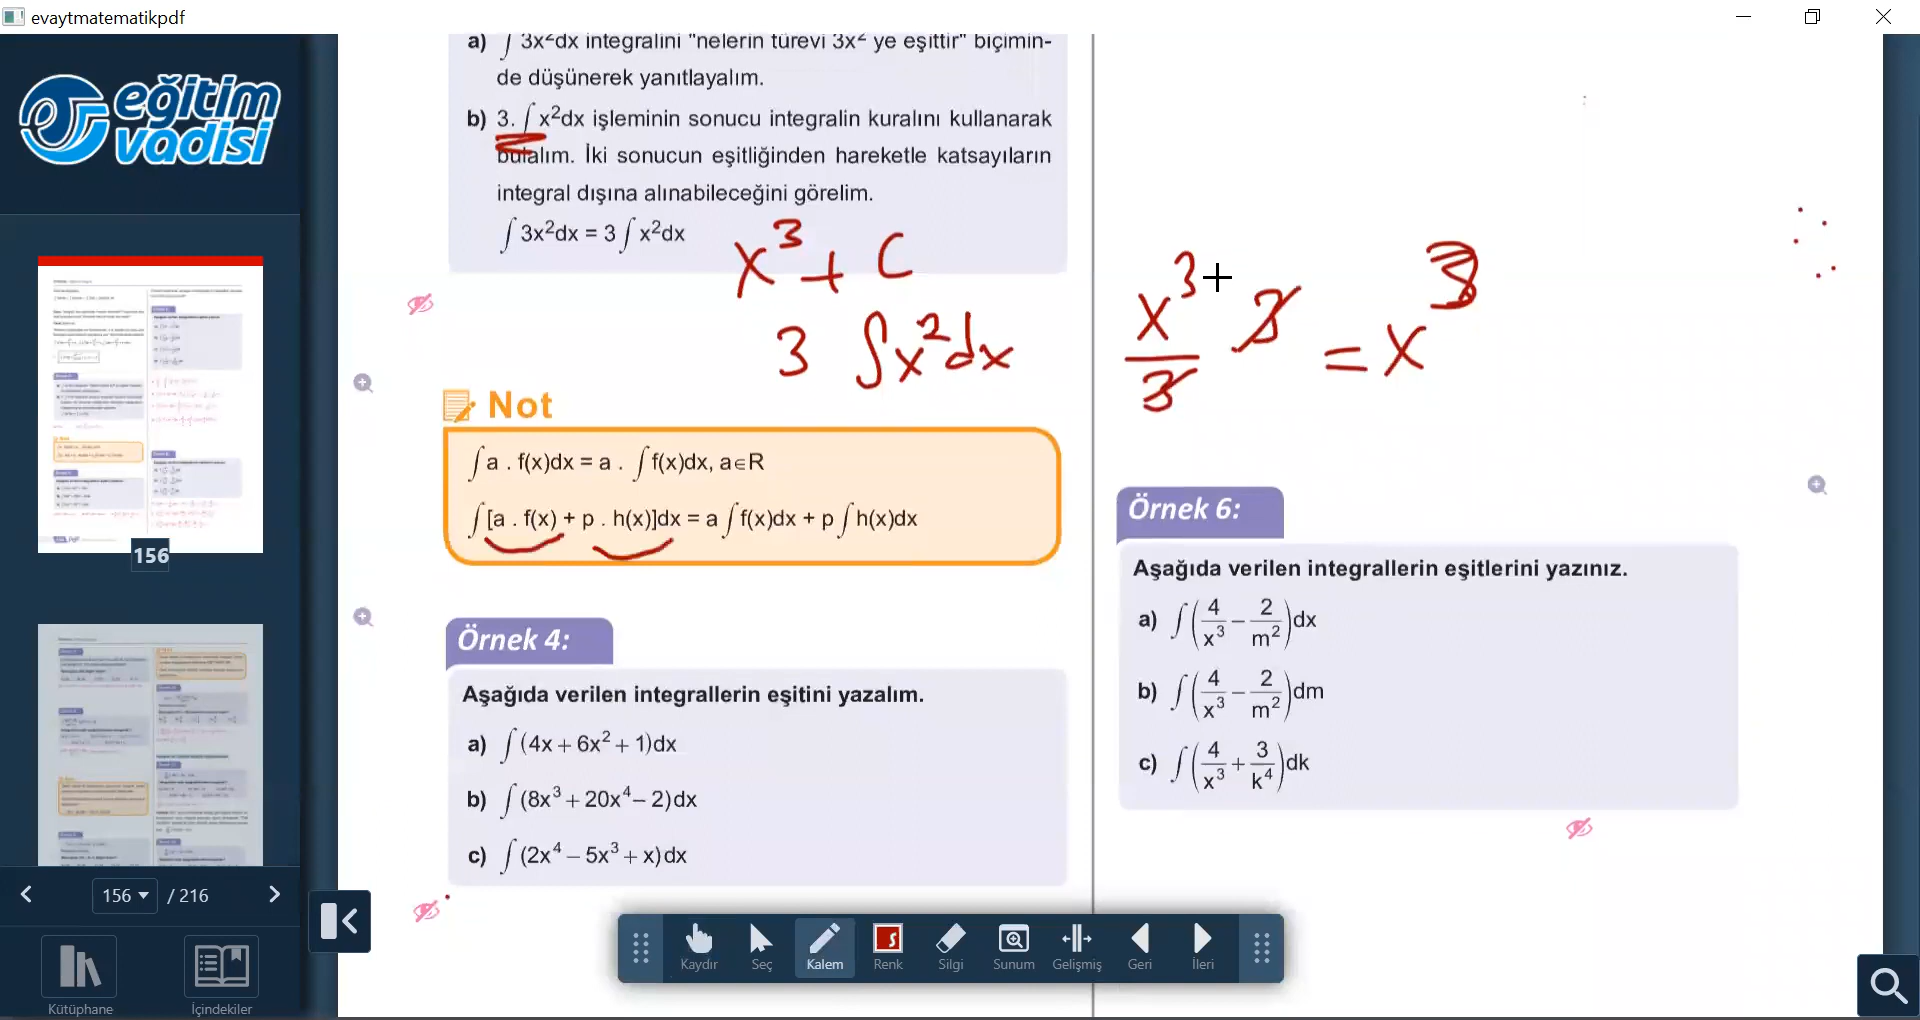 evaytmatematikpdf
eğitim
vadisi
a) ∫ 3x²dx integralini "nelerin türevi 3x² ye eşittir" biçimin-
de düşünerek yanıtlayalım.
b) 3. ∫ x²dx işleminin sonucu integralin kuralını kullanarak
bulalım. İki sonucun eşitliğinden hareketle katsayıların
integral dışına alınabileceğini görelim.
∫ 3x²dx = 3 ∫ x²dx
x³ + C
3 ∫x²dx
Not
∫ a . f(x)dx = a . ∫ f(x)dx, a∈R
∫ [a . f(x) + p . h(x)]dx = a ∫ f(x)dx + p ∫ h(x)dx
Örnek 4:
Aşağıda verilen integrallerin eşitini yazalım.
a) ∫ (4x + 6x² + 1)dx
b) ∫ (8x³ + 20x⁴ – 2)dx
c) ∫ (2x⁴ – 5x³ + x)dx
x³/3 3 = x³
Örnek 6:
Aşağıda verilen integrallerin eşitlerini yazınız.
a) ∫ (4/x³ – 2/m²)dx
b) ∫ (4/x³ – 2/m²)dm
c) ∫ (4/x³ + 3/k⁴)dk
156
156 / 216
Kütüphane
İçindekiler
Kaydır
Seç
Kalem
Renk
Silgi
Sunum
Gelişmiş
Geri
İleri